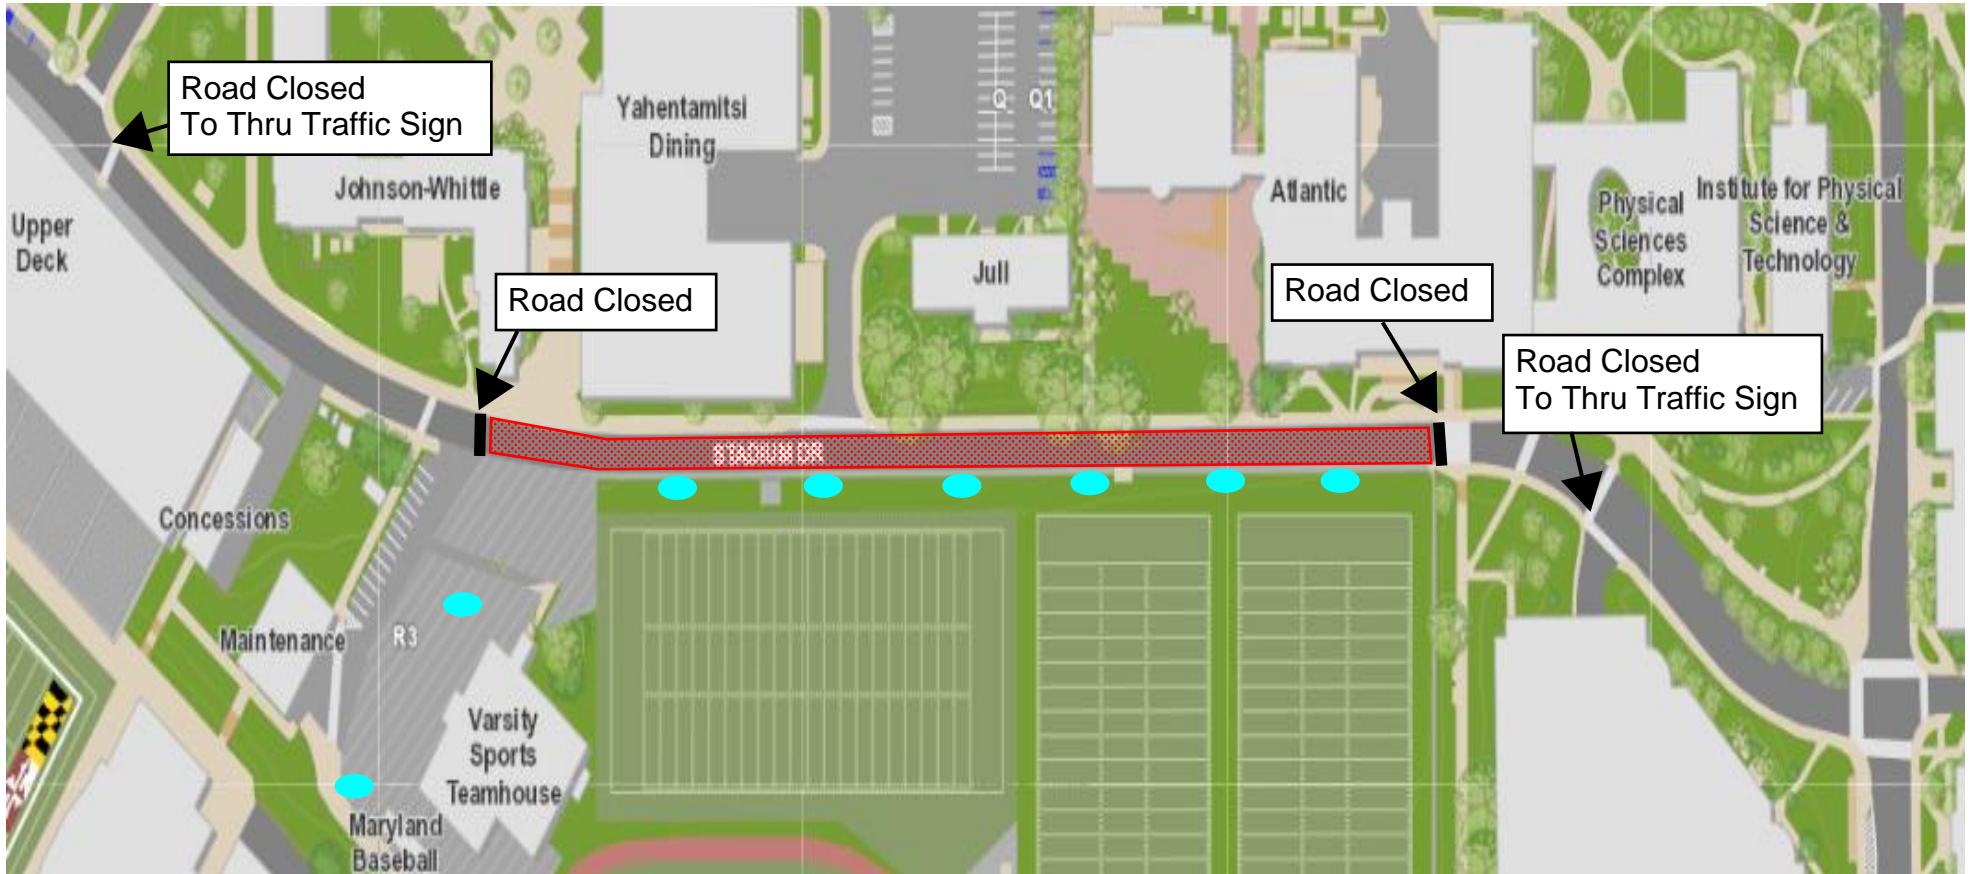 Road Closed
To Thru Traffic Sign
Yahentamitsi
Dining
Q Q1
Johnson-Whittle
Atlantic
Physical
Sciences
Complex
Institute for Physical
Science &
Technology
Upper
Deck
Jull
Road Closed
Road Closed
Road Closed
To Thru Traffic Sign
STADIUM DR
Concessions
Maintenance
R3
Varsity
Sports
Teamhouse
Maryland
Baseball